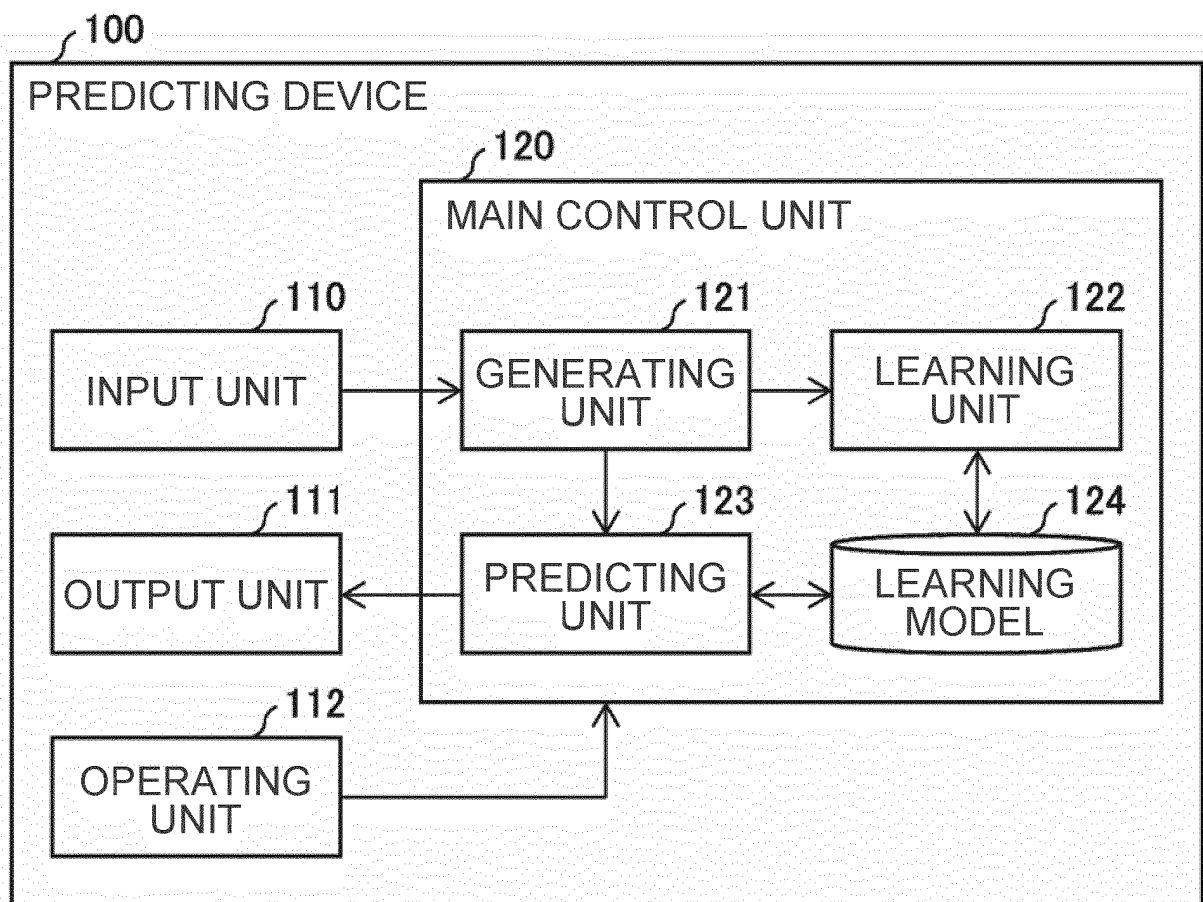 100
PREDICTING DEVICE
120
MAIN CONTROL UNIT
110
INPUT UNIT
121
GENERATING
UNIT
122
LEARNING
UNIT
111
OUTPUT UNIT
123
PREDICTING
UNIT
124
LEARNING
MODEL
112
OPERATING
UNIT